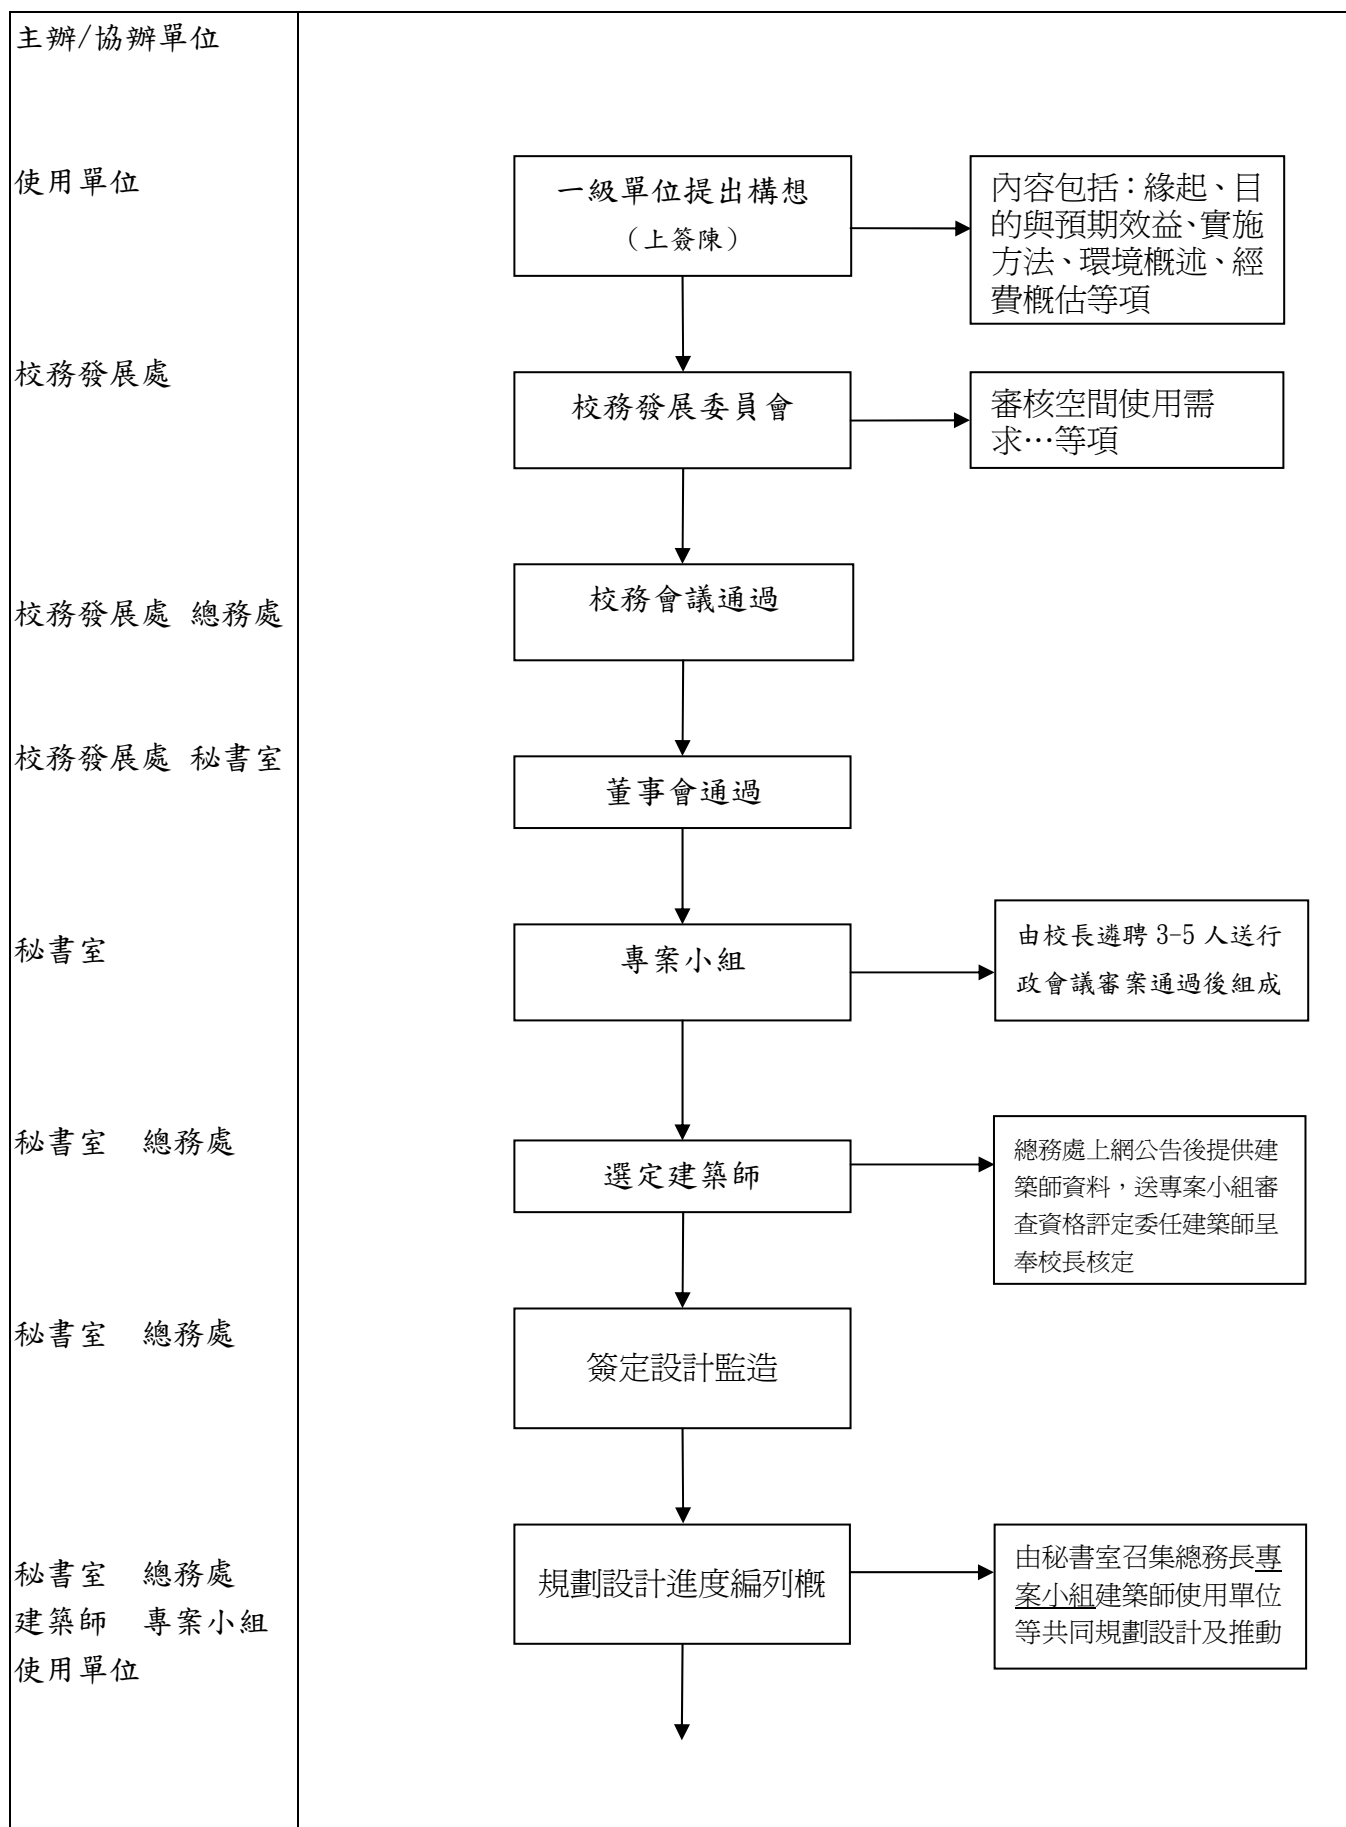 主辦/協辦單位
使用單位
一級單位提出構想
（上簽陳）
內容包括：緣起、目
的與預期效益、實施
方法、環境概述、經
費概估等項
校務發展處
校務發展委員會
審核空間使用需
求…等項
校務發展處 總務處
校務會議通過
校務發展處 秘書室
董事會通過
秘書室
專案小組
由校長遴聘 3-5 人送行
政會議審案通過後組成
秘書室 總務處
選定建築師
總務處上網公告後提供建
築師資料，送專案小組審
查資格評定委任建築師呈
奉校長核定
秘書室 總務處
簽定設計監造
秘書室 總務處
建築師 專案小組
使用單位
規劃設計進度編列概
由秘書室召集總務長專
案小組建築師使用單位
等共同規劃設計及推動